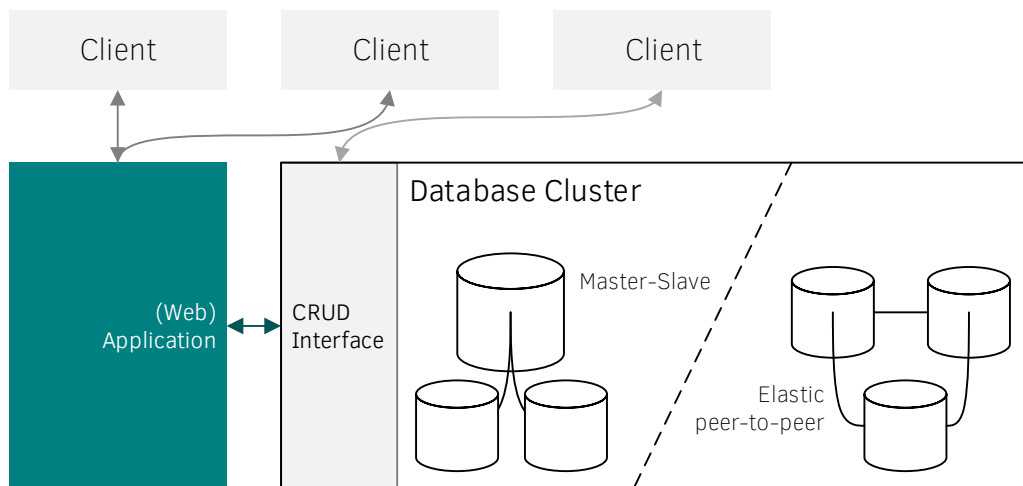 Client
Client
Client
Database Cluster
Master-Slave
(Web)
Application
CRUD
Interface
Elastic
peer-to-peer